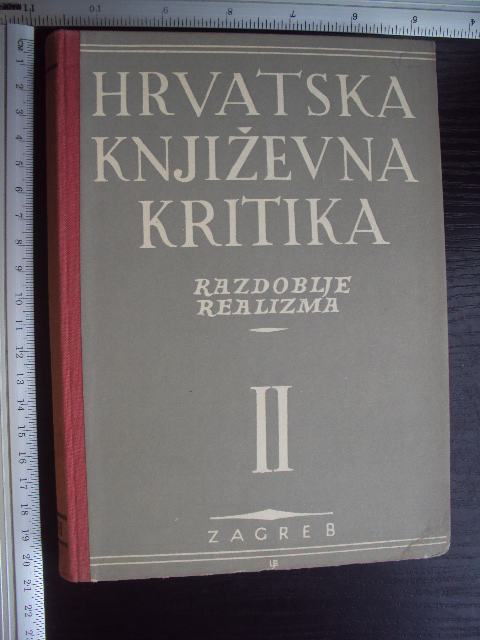 HRVATSKA
KNJIŽEVNA
KRITIKA
RAZDOBLJE
REALIZMA
II
ZAGREB